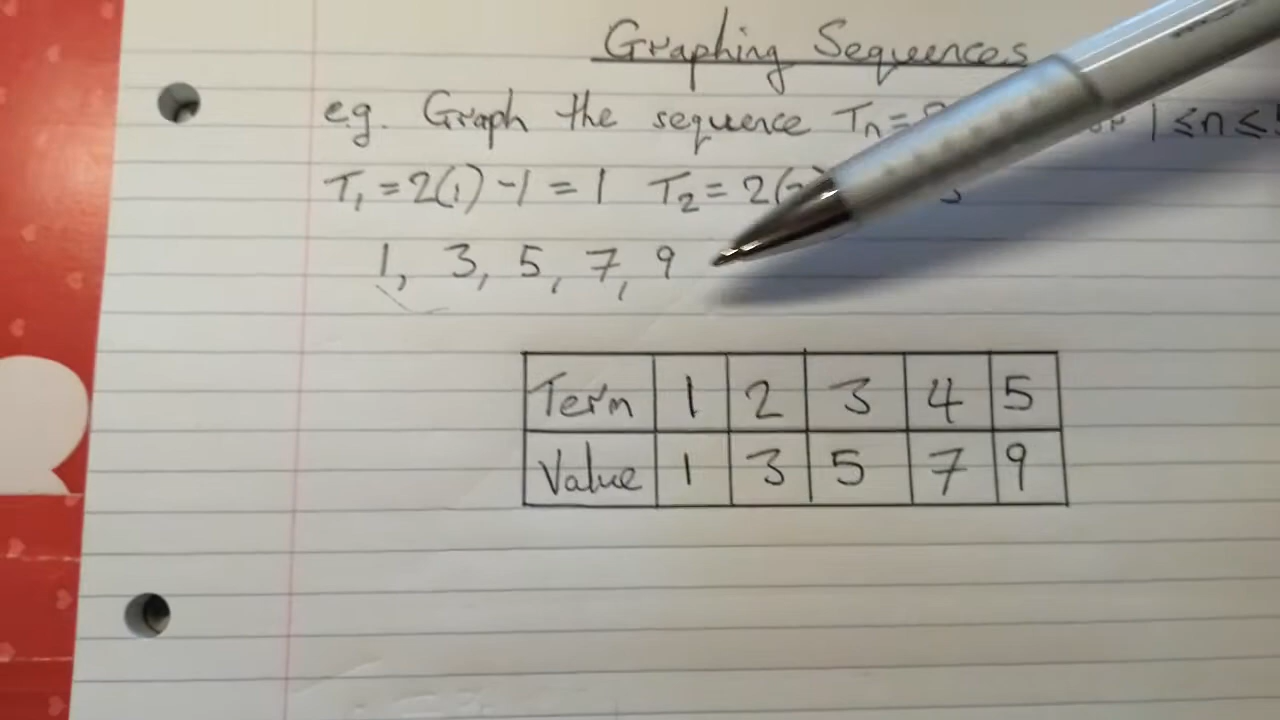 Graphing Sequences
e.g. Graph the sequence Tn= 1≤n≤
T1 = 2(1) -1 = 1 T2 = 2(
1, 3, 5, 7, 9
Term 1 2 3 4 5
Value 1 3 5 7 9